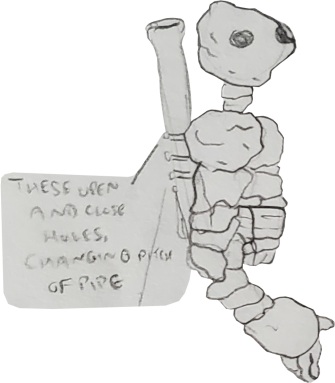 THESE OPEN
AND CLOSE
HOLES,
CHANGING PITCH
OF PIPE